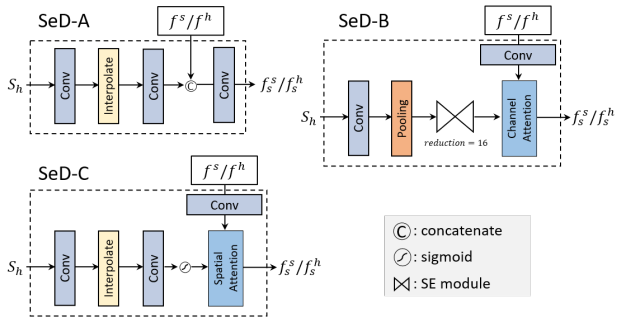 SeD-A
f^s/f^h
S_h
Conv
Interpolate
Conv
©
Conv
f_s^s/f_s^h
SeD-B
f^s/f^h
Conv
S_h
Conv
Pooling
reduction = 16
Channel
Attention
f_s^s/f_s^h
SeD-C
f^s/f^h
Conv
S_h
Conv
Interpolate
Conv
Spatial
Attention
f_s^s/f_s^h
© : concatenate
: sigmoid
: SE module